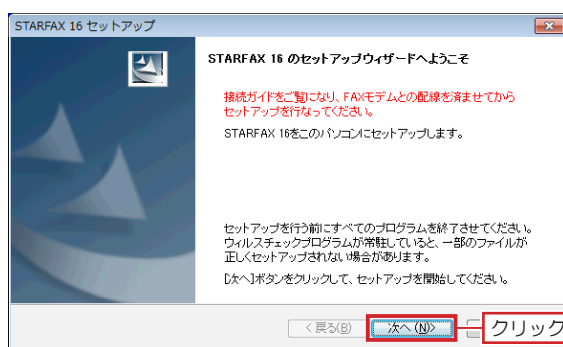 STARFAX 16 セットアップ
STARFAX 16 のセットアップウィザードへようこそ
接続ガイドをご覧になり、FAXモデムとの配線を済ませてから
セットアップを行なってください。
STARFAX 16をこのパソコンにセットアップします。
セットアップを行う前にすべてのプログラムを終了させてください。
ウィルスチェックプログラムが常駐していると、一部のファイルが
正しくセットアップされない場合があります。
[次へ]ボタンをクリックして、セットアップを開始してください。
< 戻る(B)
次へ(N)>
クリック